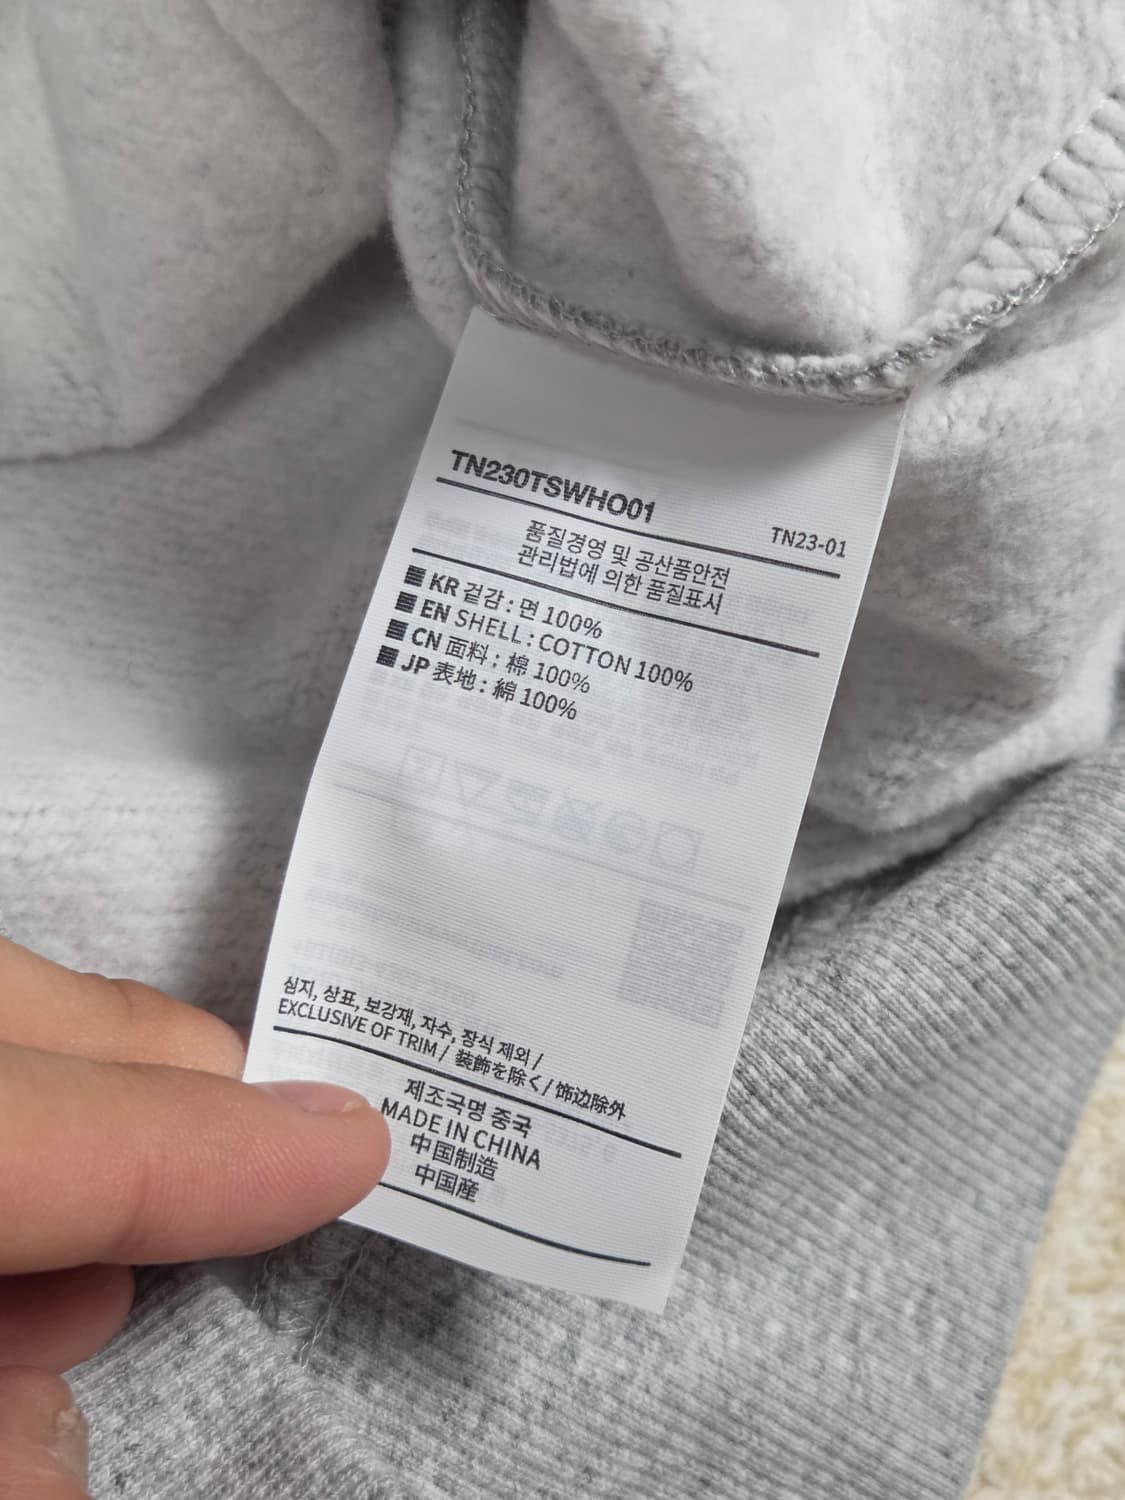 TN230TSWHO01
TN23-01
품질경영 및 공산품안전
관리법에 의한 품질표시
KR 겉감 : 면 100%
EN SHELL : COTTON 100%
CN 面料 : 棉 100%
JP 表地 : 綿 100%
심지, 상표, 보강재, 자수, 장식 제외 /
EXCLUSIVE OF TRIM / 装飾を除く / 饰边除外
제조국명 중국
MADE IN CHINA
中国制造
中国産